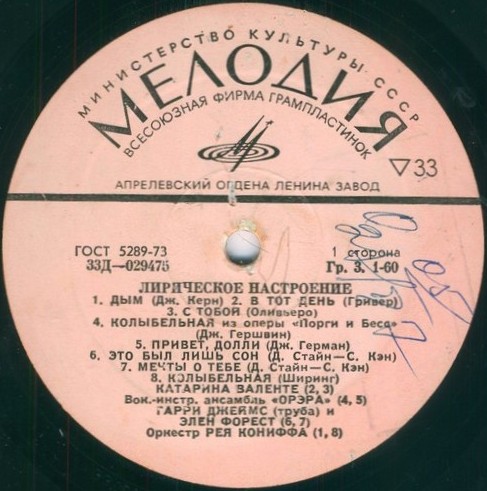 МИНИСТЕРСТВО КУЛЬТУРЫ СССР
МЕЛОДИЯ
ВСЕСОЮЗНАЯ ФИРМА ГРАМПЛАСТИНОК
▽33
АПРЕЛЕВСКИЙ ОРДЕНА ЛЕНИНА ЗАВОД
ГОСТ 5289-73
33Д—029475
1 сторона
Гр. 3. 1-60
ЛИРИЧЕСКОЕ НАСТРОЕНИЕ
1. ДЫМ (Дж. Керн) 2. В ТОТ ДЕНЬ (Гривер)
3. С ТОБОЙ (Оливьеро)
4. КОЛЫБЕЛЬНАЯ из оперы «Порги и Бесс»
(Дж. Гершвин)
5. ПРИВЕТ, ДОЛЛИ (Дж. Герман)
6. ЭТО БЫЛ ЛИШЬ СОН (Д. Стайн—С. Кэн)
7. МЕЧТЫ О ТЕБЕ (Д. Стайн—С. Кэн)
8. КОЛЫБЕЛЬНАЯ (Ширинг)
КАТАРИНА ВАЛЕНТЕ (2, 3)
Вок.-инстр. ансамбль «ОРЭРА» (4, 5)
ГАРРИ ДЖЕЙМС (труба) и
ЭЛЕН ФОРЕСТ (6, 7)
Оркестр РЕЯ КОНИФФА (1, 8)